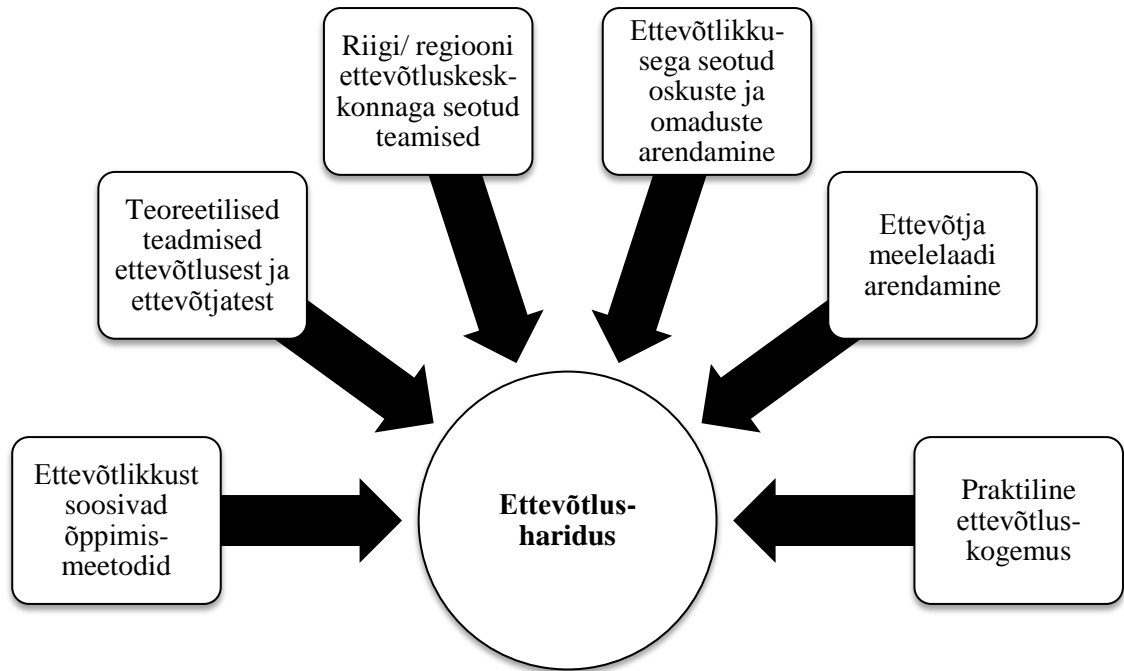 Riigi/ regiooni
ettevõtluskesk-
konnaga seotud
teamised
Ettevõtlikku-
sega seotud
oskuste ja
omaduste
arendamine
Teoreetilised
teadmised
ettevõtlusest ja
ettevõtjatest
Ettevõtja
meelelaadi
arendamine
Ettevõtlikkust
soosivad
õppimis-
meetodid
Ettevõtlus-
haridus
Praktiline
ettevõtlus-
kogemus